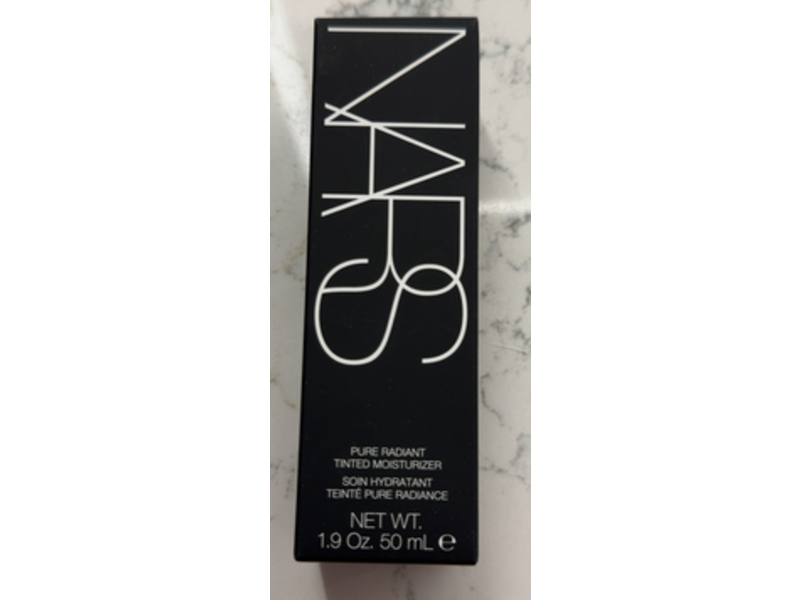 NARS
PURE RADIANT
TINTED MOISTURIZER
SOIN HYDRATANT
TEINTÉ PURE RADIANCE
NET WT.
1.9 Oz. 50 mL ℮